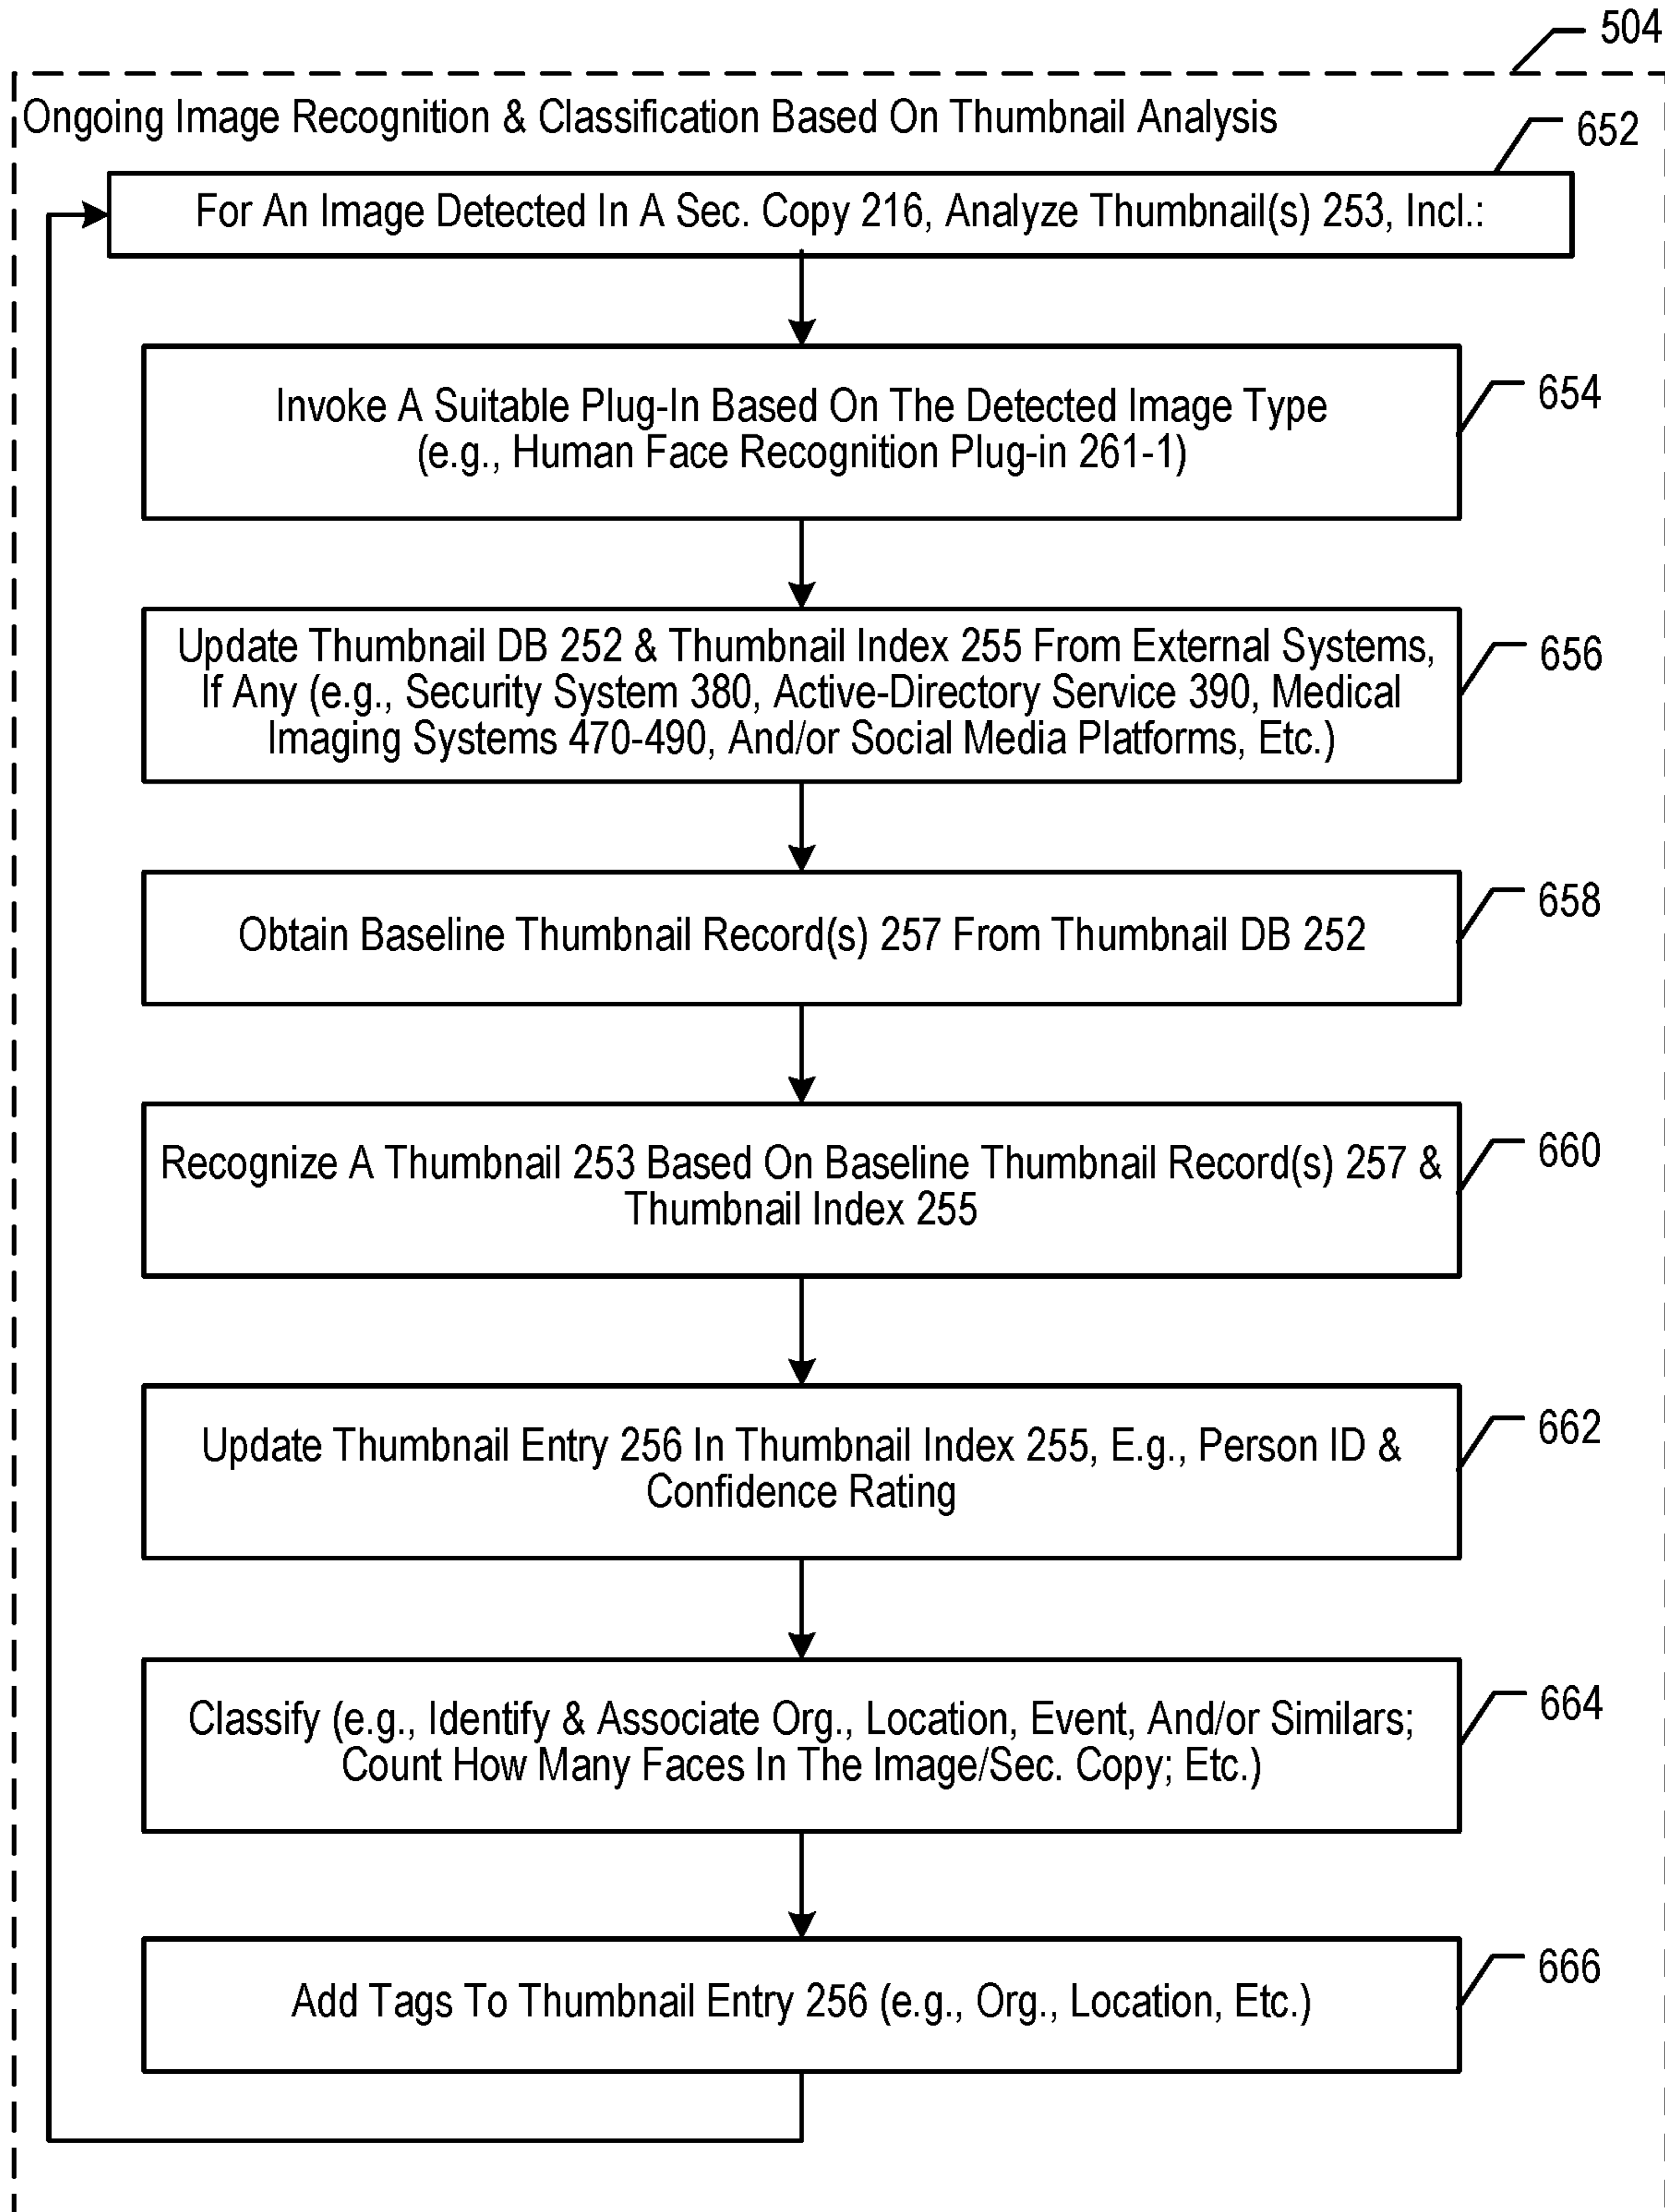 504
Ongoing Image Recognition & Classification Based On Thumbnail Analysis
652
For An Image Detected In A Sec. Copy 216, Analyze Thumbnail(s) 253, Incl.:
Invoke A Suitable Plug-In Based On The Detected Image Type
(e.g., Human Face Recognition Plug-in 261-1)
654
Update Thumbnail DB 252 & Thumbnail Index 255 From External Systems,
If Any (e.g., Security System 380, Active-Directory Service 390, Medical
Imaging Systems 470-490, And/or Social Media Platforms, Etc.)
656
Obtain Baseline Thumbnail Record(s) 257 From Thumbnail DB 252
658
Recognize A Thumbnail 253 Based On Baseline Thumbnail Record(s) 257 &
Thumbnail Index 255
660
Update Thumbnail Entry 256 In Thumbnail Index 255, E.g., Person ID &
Confidence Rating
662
Classify (e.g., Identify & Associate Org., Location, Event, And/or Similars;
Count How Many Faces In The Image/Sec. Copy; Etc.)
664
Add Tags To Thumbnail Entry 256 (e.g., Org., Location, Etc.)
666